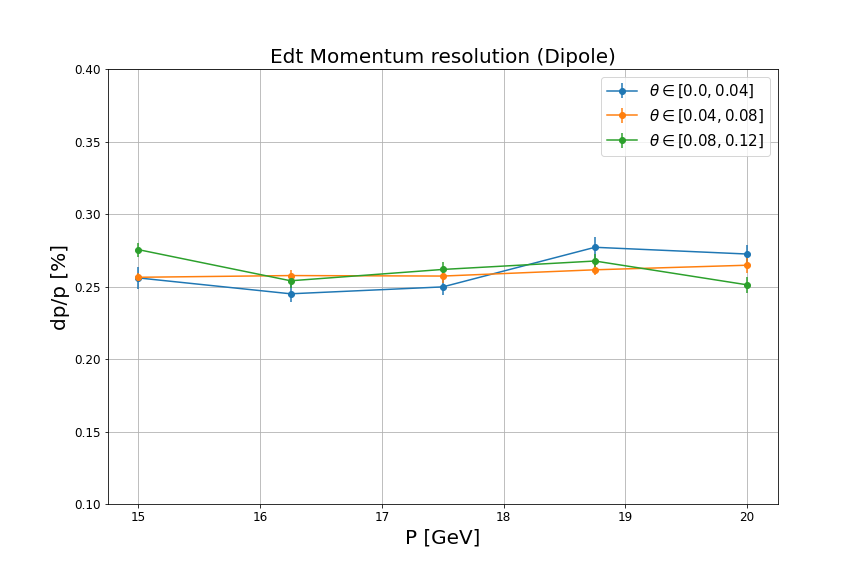 Edt Momentum resolution (Dipole)
θ ∈ [0.0, 0.04]
θ ∈ [0.04, 0.08]
θ ∈ [0.08, 0.12]
dp/p [%]
0.40
0.35
0.30
0.25
0.20
0.15
0.10
15 16 17 18 19 20
P [GeV]